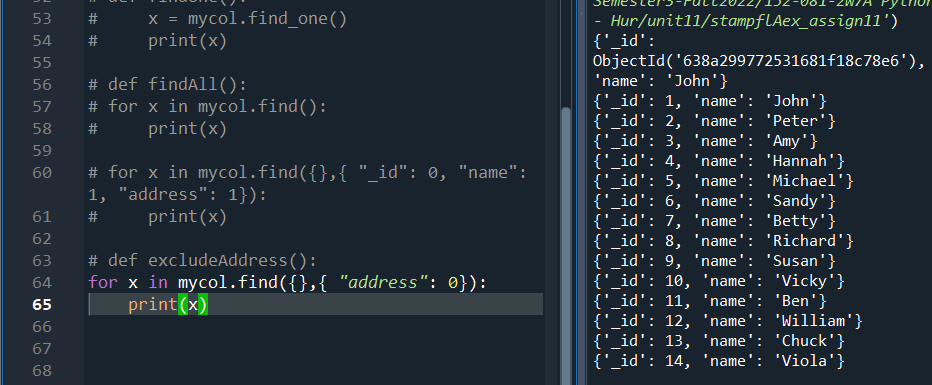 52 # def findOne():
53 #     x = mycol.find_one()
54 #     print(x)
55
56 # def findAll():
57 # for x in mycol.find():
58 #     print(x)
59
60 # for x in mycol.find({},{ "_id": 0, "name":
1, "address": 1}):
61 #     print(x)
62
63 # def excludeAddress():
64 for x in mycol.find({},{ "address": 0}):
65     print(x)
66
67
68
- Hur/unit11/stampflAex_assign11')
{'_id':
ObjectId('638a299772531681f18c78e6'),
'name': 'John'}
{'_id': 1, 'name': 'John'}
{'_id': 2, 'name': 'Peter'}
{'_id': 3, 'name': 'Amy'}
{'_id': 4, 'name': 'Hannah'}
{'_id': 5, 'name': 'Michael'}
{'_id': 6, 'name': 'Sandy'}
{'_id': 7, 'name': 'Betty'}
{'_id': 8, 'name': 'Richard'}
{'_id': 9, 'name': 'Susan'}
{'_id': 10, 'name': 'Vicky'}
{'_id': 11, 'name': 'Ben'}
{'_id': 12, 'name': 'William'}
{'_id': 13, 'name': 'Chuck'}
{'_id': 14, 'name': 'Viola'}